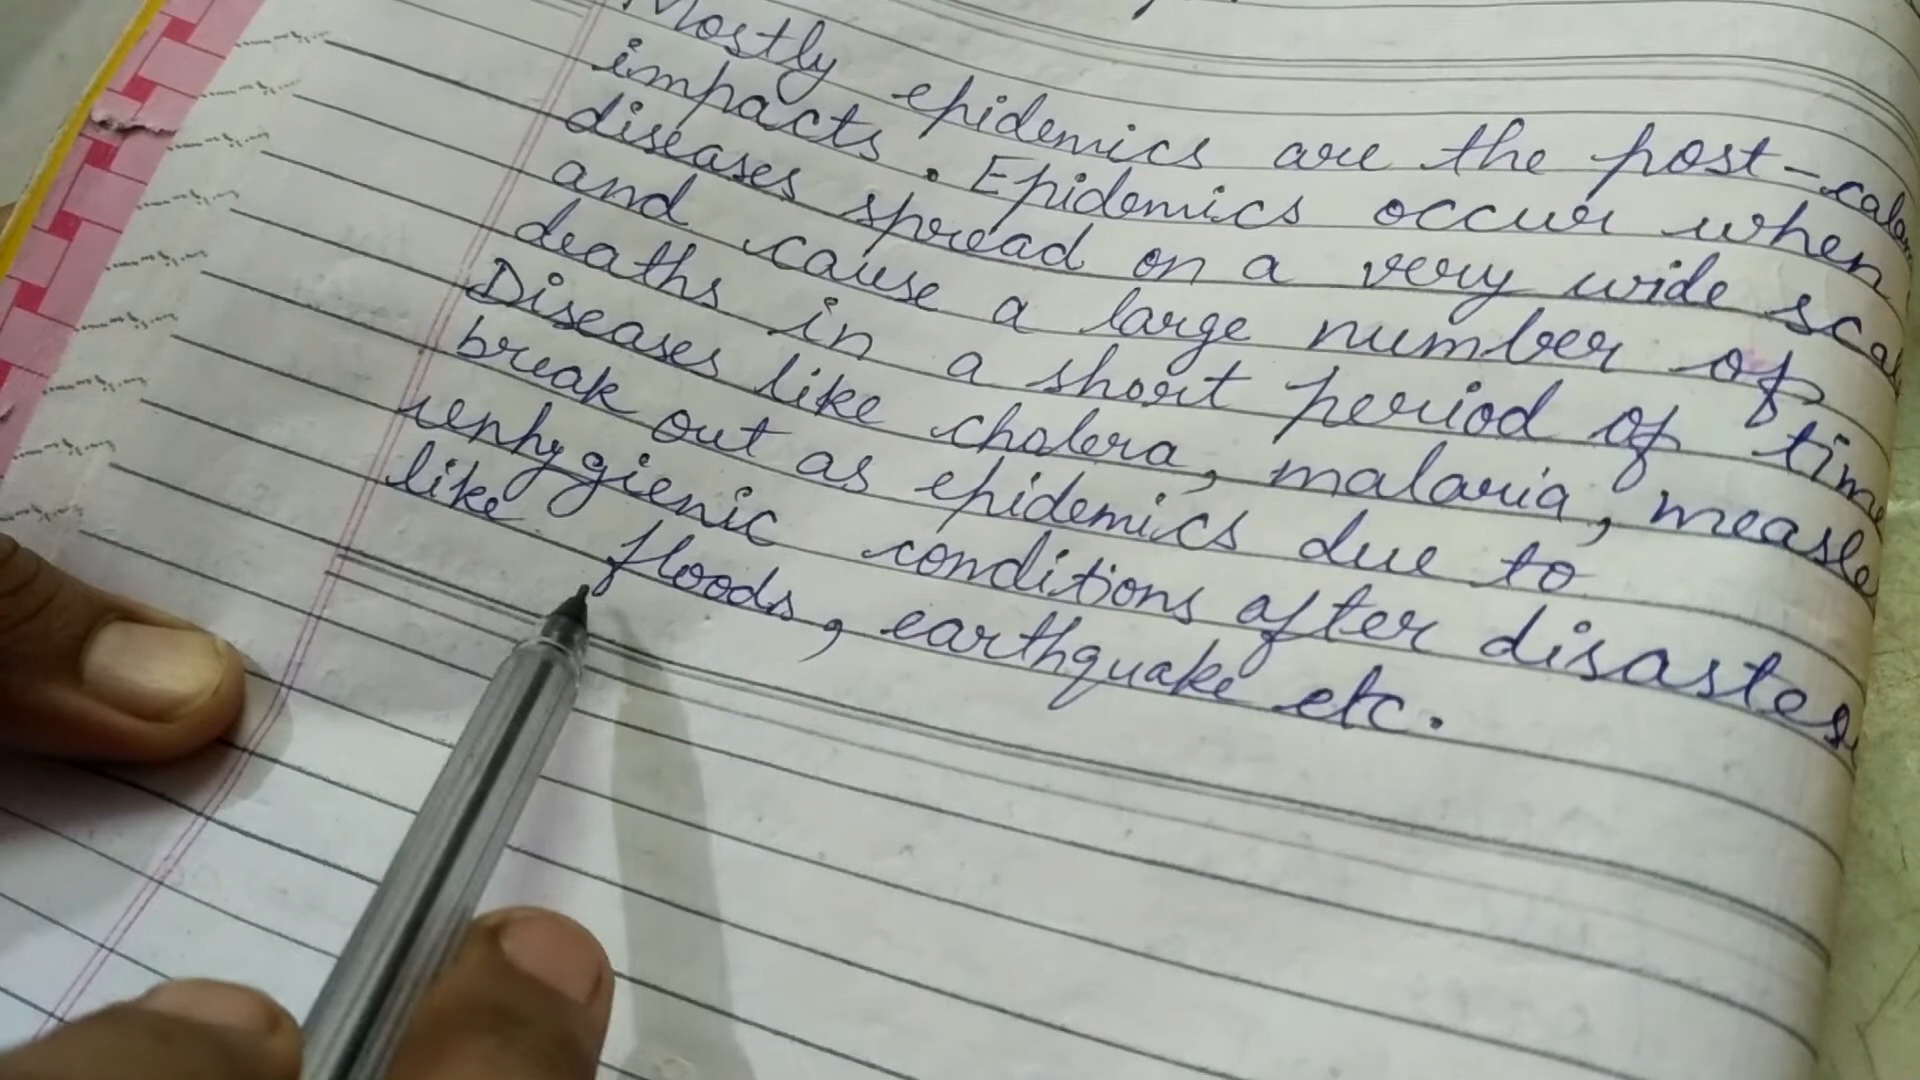 Mostly epidemics are the post-
impacts. Epidemics occur when
diseases spread on a very wide
and cause a large number of
deaths in a short period of time
Diseases like cholera, malaria,
break out as epidemics due to
unhygienic conditions after
like floods, earthquake etc.